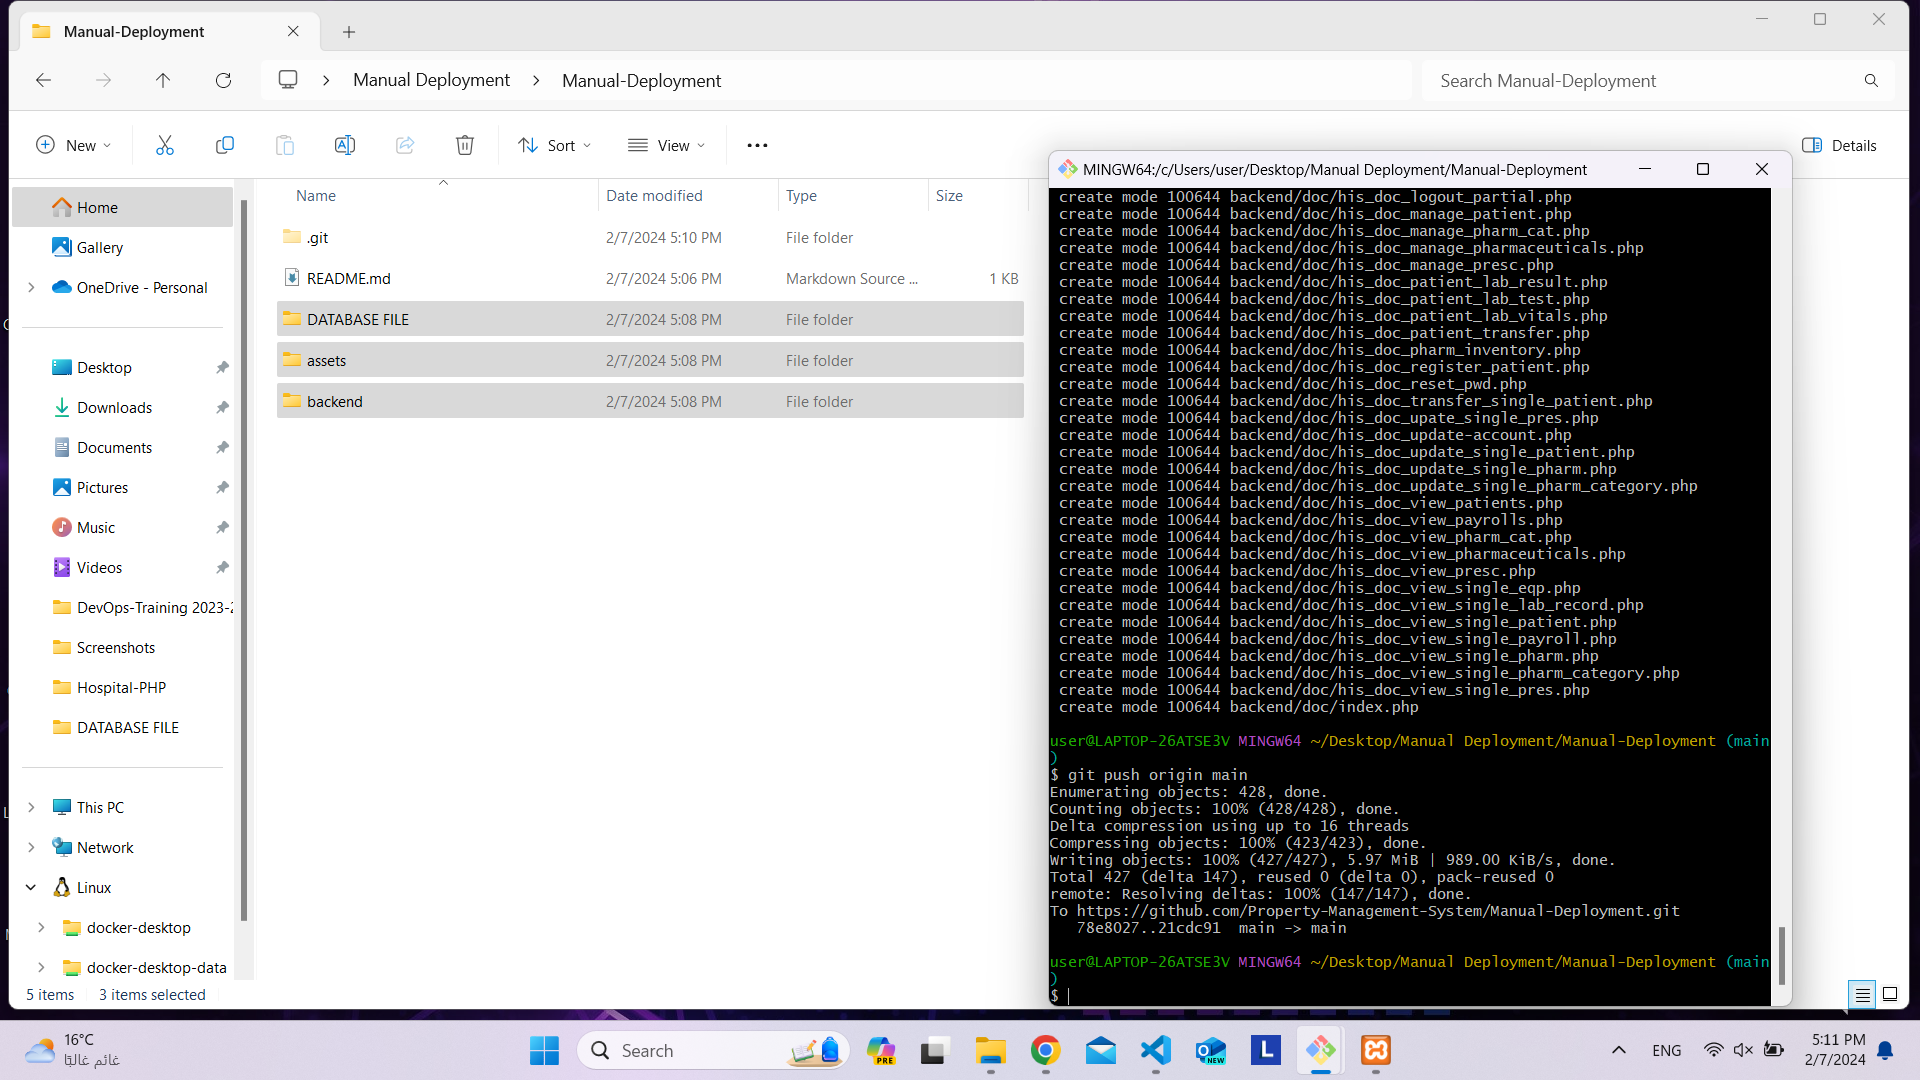 Manual-Deployment
Manual Deployment
Manual-Deployment
Search Manual-Deployment
New
Sort
View
Details
Home
Gallery
OneDrive - Personal
Desktop
Downloads
Documents
Pictures
Music
Videos
DevOps-Training 2023-2
Screenshots
Hospital-PHP
DATABASE FILE
This PC
Network
Linux
docker-desktop
docker-desktop-data
Name Date modified Type Size
.git 2/7/2024 5:10 PM File folder
README.md 2/7/2024 5:06 PM Markdown Source ... 1 KB
DATABASE FILE 2/7/2024 5:08 PM File folder
assets 2/7/2024 5:08 PM File folder
backend 2/7/2024 5:08 PM File folder
5 items 3 items selected
MINGW64:/c/Users/user/Desktop/Manual Deployment/Manual-Deployment
create mode 100644 backend/doc/his_doc_logout_partial.php
create mode 100644 backend/doc/his_doc_manage_patient.php
create mode 100644 backend/doc/his_doc_manage_pharm_cat.php
create mode 100644 backend/doc/his_doc_manage_pharmaceuticals.php
create mode 100644 backend/doc/his_doc_manage_presc.php
create mode 100644 backend/doc/his_doc_patient_lab_result.php
create mode 100644 backend/doc/his_doc_patient_lab_test.php
create mode 100644 backend/doc/his_doc_patient_lab_vitals.php
create mode 100644 backend/doc/his_doc_patient_transfer.php
create mode 100644 backend/doc/his_doc_pharm_inventory.php
create mode 100644 backend/doc/his_doc_register_patient.php
create mode 100644 backend/doc/his_doc_reset_pwd.php
create mode 100644 backend/doc/his_doc_transfer_single_patient.php
create mode 100644 backend/doc/his_doc_upate_single_pres.php
create mode 100644 backend/doc/his_doc_update-account.php
create mode 100644 backend/doc/his_doc_update_single_patient.php
create mode 100644 backend/doc/his_doc_update_single_pharm.php
create mode 100644 backend/doc/his_doc_update_single_pharm_category.php
create mode 100644 backend/doc/his_doc_view_patients.php
create mode 100644 backend/doc/his_doc_view_payrolls.php
create mode 100644 backend/doc/his_doc_view_pharm_cat.php
create mode 100644 backend/doc/his_doc_view_pharmaceuticals.php
create mode 100644 backend/doc/his_doc_view_presc.php
create mode 100644 backend/doc/his_doc_view_single_eqp.php
create mode 100644 backend/doc/his_doc_view_single_lab_record.php
create mode 100644 backend/doc/his_doc_view_single_patient.php
create mode 100644 backend/doc/his_doc_view_single_payroll.php
create mode 100644 backend/doc/his_doc_view_single_pharm.php
create mode 100644 backend/doc/his_doc_view_single_pharm_category.php
create mode 100644 backend/doc/his_doc_view_single_pres.php
create mode 100644 backend/doc/index.php
user@LAPTOP-26ATSE3V MINGW64 ~/Desktop/Manual Deployment/Manual-Deployment (main
)
$ git push origin main
Enumerating objects: 428, done.
Counting objects: 100% (428/428), done.
Delta compression using up to 16 threads
Compressing objects: 100% (423/423), done.
Writing objects: 100% (427/427), 5.97 MiB | 989.00 KiB/s, done.
Total 427 (delta 147), reused 0 (delta 0), pack-reused 0
remote: Resolving deltas: 100% (147/147), done.
To https://github.com/Property-Management-System/Manual-Deployment.git
78e8027..21cdc91 main -> main
user@LAPTOP-26ATSE3V MINGW64 ~/Desktop/Manual Deployment/Manual-Deployment (main
)
$
16°C
غائم غالبًا
Search
PRE
NEW
L
ENG
5:11 PM
2/7/2024